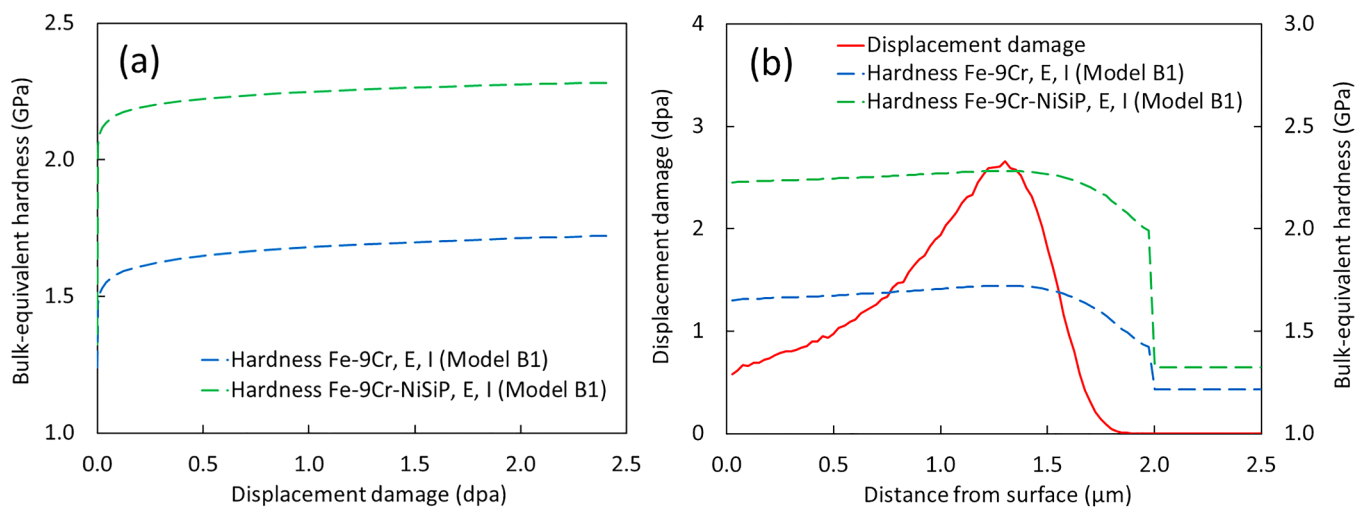 (a)
Bulk-equivalent hardness (GPa)
2.5
2.0
1.5
1.0
Hardness Fe-9Cr, E, I (Model B1)
Hardness Fe-9Cr-NiSiP, E, I (Model B1)
0.0 0.5 1.0 1.5 2.0 2.5
Displacement damage (dpa)
(b)
Displacement damage (dpa)
4
3
2
1
0
Displacement damage
Hardness Fe-9Cr, E, I (Model B1)
Hardness Fe-9Cr-NiSiP, E, I (Model B1)
0.0 0.5 1.0 1.5 2.0 2.5
Distance from surface (μm)
3.0
2.5
2.0
1.5
1.0
Bulk-equivalent hardness (GPa)